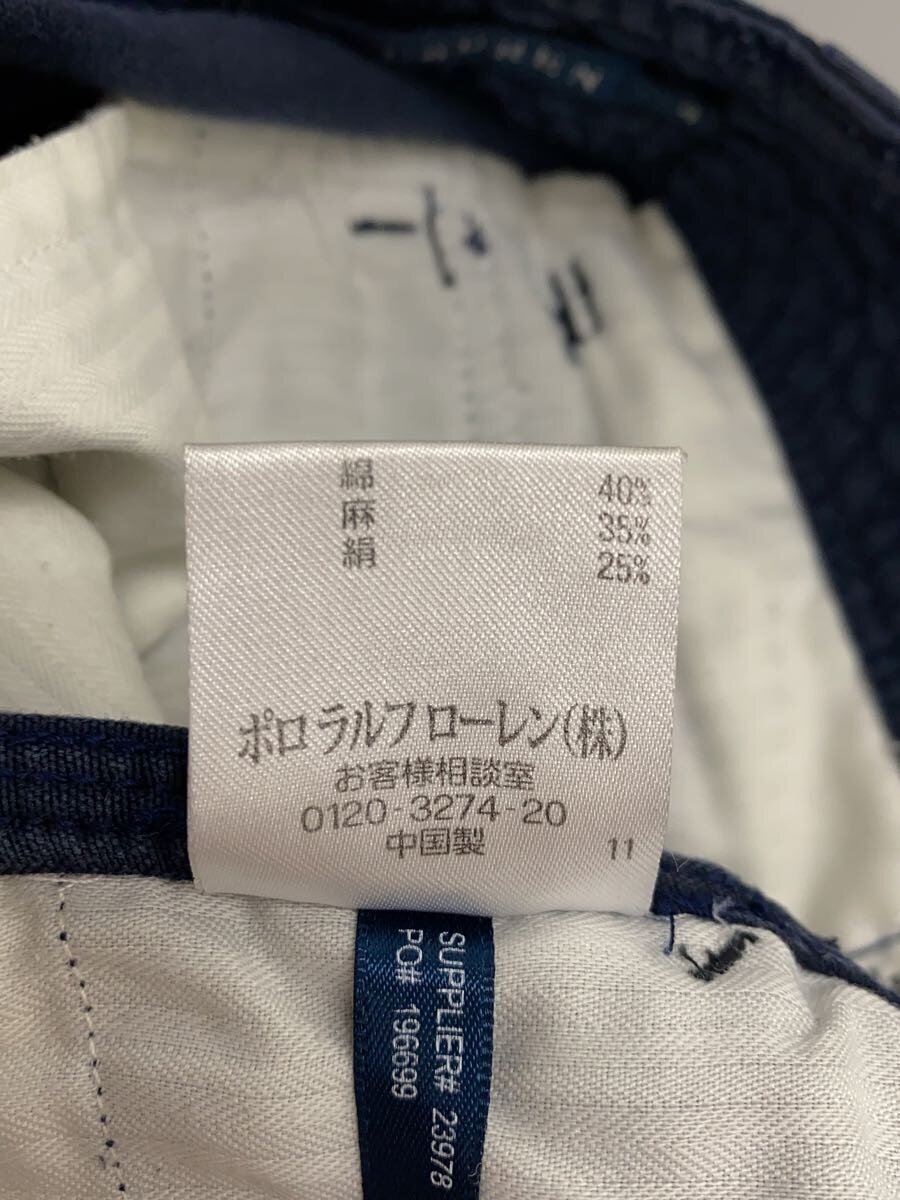 綿 40%
麻 35%
絹 25%
ポロ ラルフ ローレン(株)
お客様相談室
0120-3274-20
中国製 11
SUPPLIER# 23978
PO# 196699